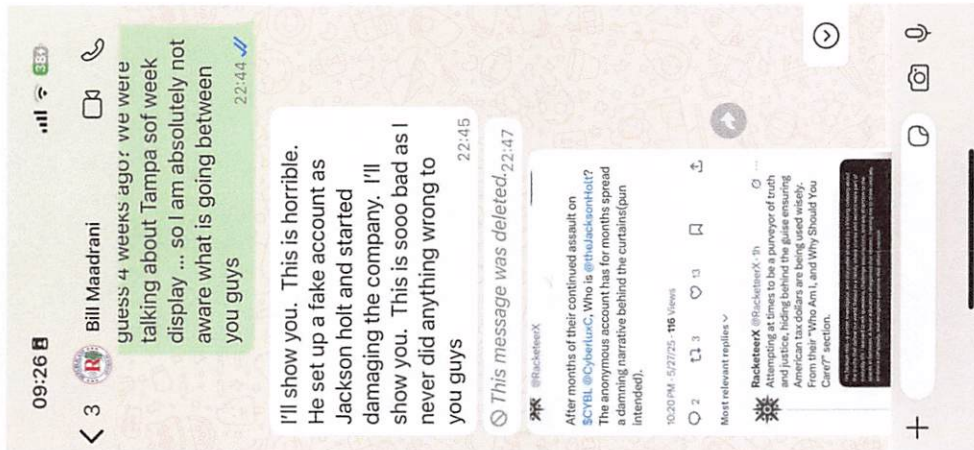 09:26
38
3
Bill Maadrani
guess 4 weeks ago? We were
talking about Tampa sof week
display ... so I am absolutely not
aware what is going between
you guys
22:44
I'll show you. This is horrible.
He set up a fake account as
Jackson holt and started
damaging the company. I'll
show you. This is sooo bad as I
never did anything wrong to
you guys
22:45
This message was deleted. 22:47
@RacketeerX
After months of their continued assault on
$CYBL @CyberluxC, Who is @theJacksonHolt?
The anonymous account has for months spread
a damning narrative behind the curtains(pun
intended).
10:20 PM · 5/27/25 · 116 Views
2 3 13
Most relevant replies
RacketeerX @RacketeerX · 1h
Attempting at times to be a purveyor of truth
and justice, hiding behind the guise ensuring
American tax dollars are being used wisely.
From their "Who Am I, and Why Should You
Care?" section.